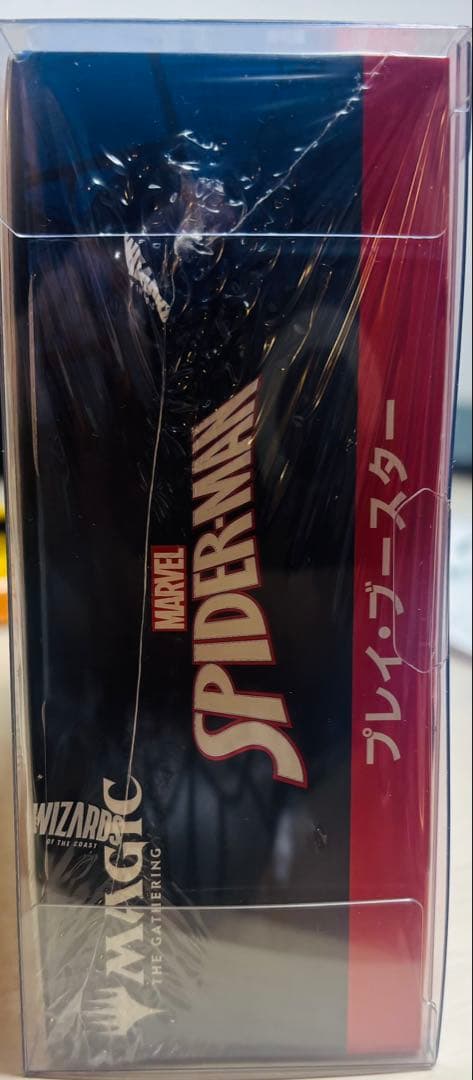 MAGIC
THE GATHERING
WIZARDS
OF THE COAST
MARVEL
SPIDER-MAN
プレイ・ブースター